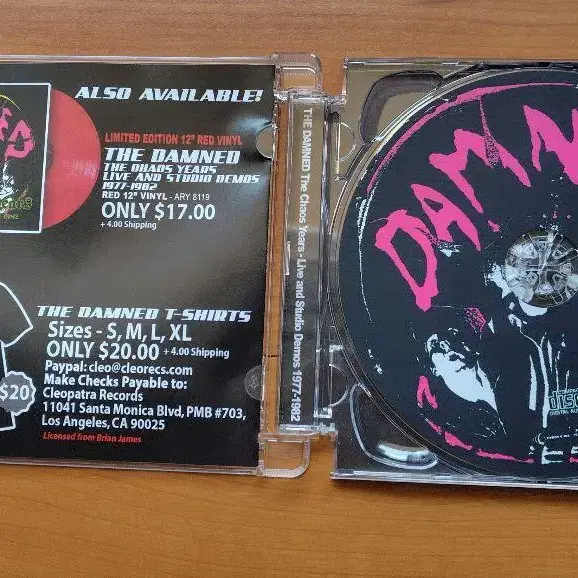 ALSO AVAILABLE!
LIMITED EDITION 12" RED VINYL
THE DAMNED
THE CHAOS YEARS
LIVE AND STUDIO DEMOS
1977-1982
RED 12" VINYL - ARY 8119
ONLY $17.00
+ 4.00 Shipping
THE DAMNED T-SHIRTS
Sizes - S, M, L, XL
ONLY $20.00 + 4.00 Shipping
Paypal: cleo@cleorecs.com
Make Checks Payable to:
Cleopatra Records
11041 Santa Monica Blvd, PMB #703,
Los Angeles, CA 90025
Licensed from Brian James
$20
THE DAMNED The Chaos Years - Live and Studio Demos 1977-1982
DAMN